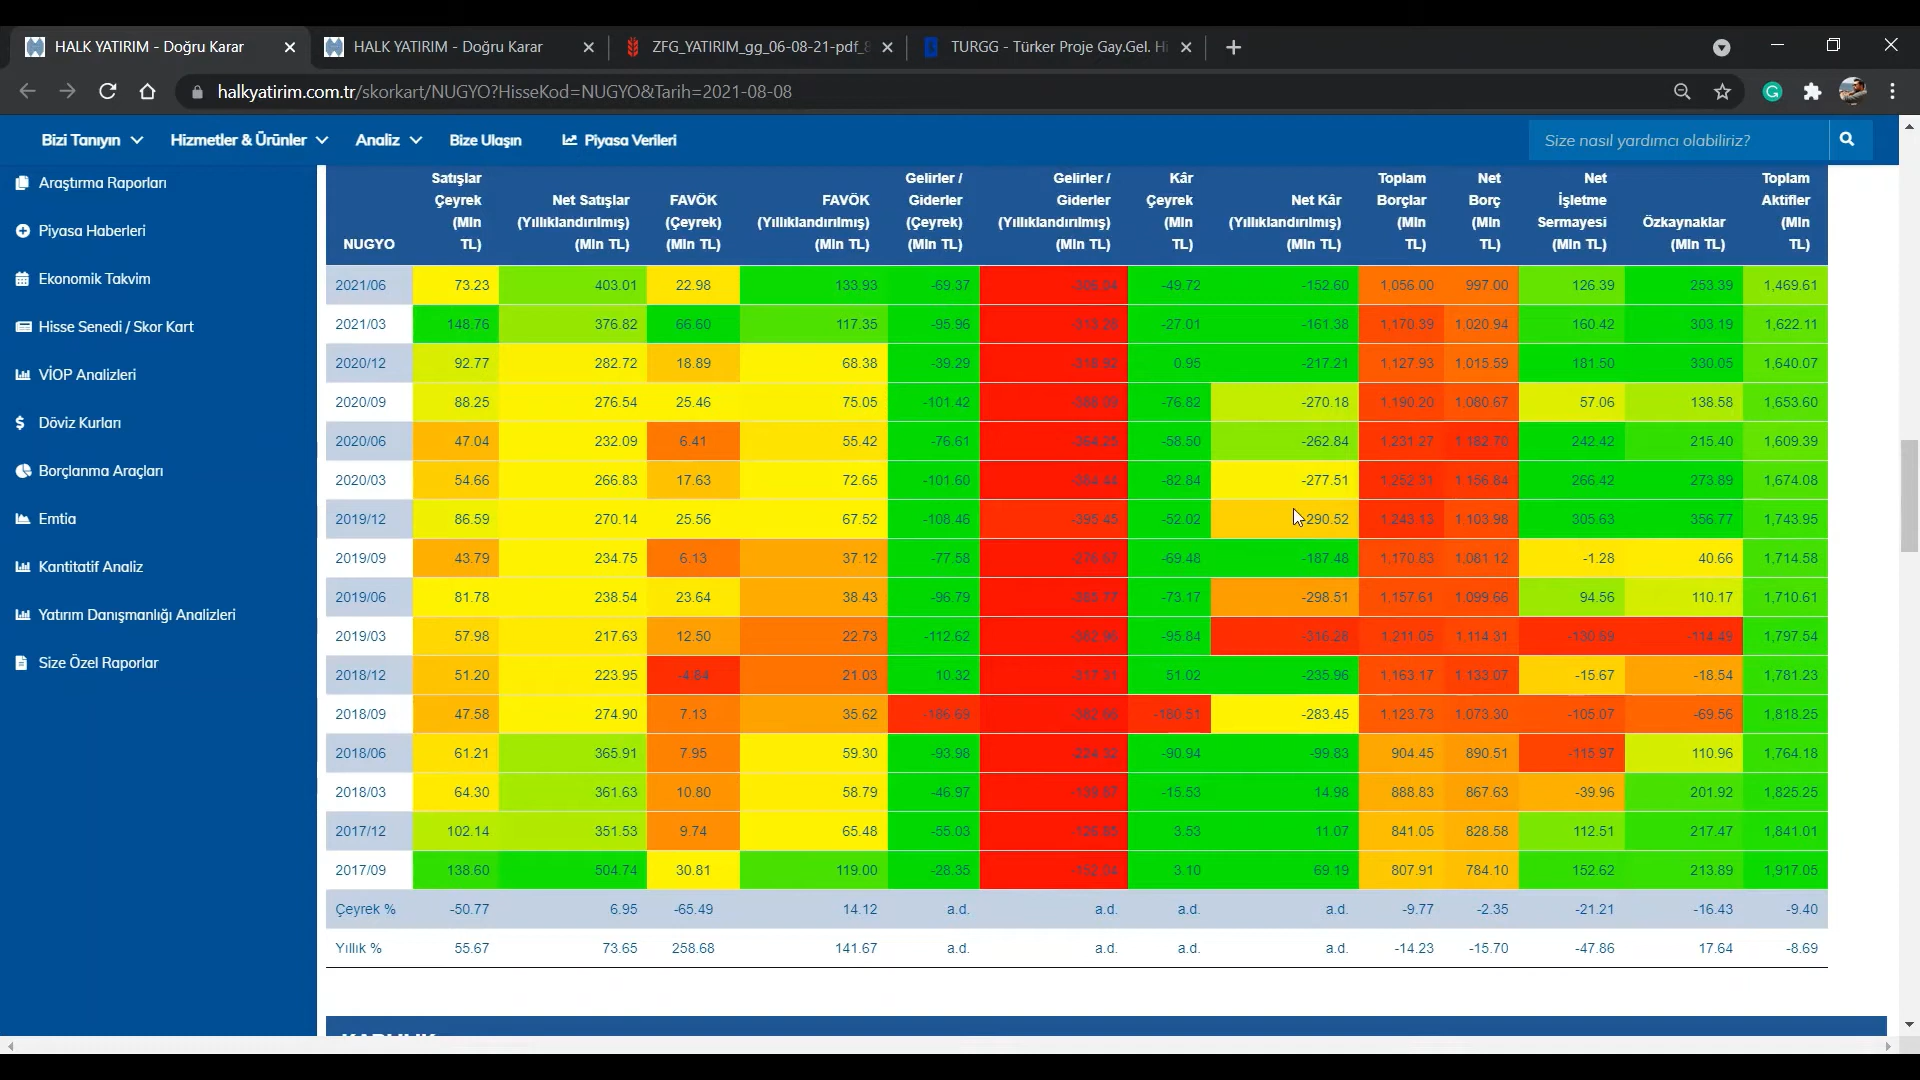 HALK YATIRIM - Doğru Karar
HALK YATIRIM - Doğru Karar
ZFG_YATIRIM_gg_06-08-21-pdf_
TURGG - Türker Proje Gay.Gel. Hi
halkyatirim.com.tr/skorkart/NUGYO?HisseKod=NUGYO&Tarih=2021-08-08
Bizi Tanıyın Hizmetler & Ürünler Analiz Bize Ulaşın Piyasa Verileri Size nasıl yardımcı olabiliriz?
Araştırma Raporları
Piyasa Haberleri
Ekonomik Takvim
Hisse Senedi / Skor Kart
VİOP Analizleri
Döviz Kurları
Borçlanma Araçları
Emtia
Kantitatif Analiz
Yatırım Danışmanlığı Analizleri
Size Özel Raporlar
NUGYO
Satışlar
Çeyrek
(Mln
TL)
Net Satışlar
(Yıllıklandırılmış)
(Mln TL)
FAVÖK
(Çeyrek)
(Mln TL)
FAVÖK
(Yıllıklandırılmış)
(Mln TL)
Gelirler /
Giderler
(Çeyrek)
(Mln TL)
Gelirler /
Giderler
(Yıllıklandırılmış)
(Mln TL)
Kâr
Çeyrek
(Mln
TL)
Net Kâr
(Yıllıklandırılmış)
(Mln TL)
Toplam
Borçlar
(Mln
TL)
Net
Borç
(Mln
TL)
Net
İşletme
Sermayesi
(Mln TL)
Özkaynaklar
(Mln TL)
Toplam
Aktifler
(Mln
TL)
2021/06 73.23 403.01 22.98 133.93 -69.37 -49.72 -152.60 1,056.00 997.00 126.39 253.39 1,469.61
2021/03 148.76 376.82 66.60 117.35 -95.96 -27.01 -161.38 1,170.39 1,020.94 160.42 303.19 1,622.11
2020/12 92.77 282.72 18.89 68.38 -39.29 0.95 -217.21 1,127.93 1,015.59 181.50 330.05 1,640.07
2020/09 88.25 276.54 25.46 75.05 -101.42 -76.82 -270.18 1,190.20 1,080.67 57.06 138.58 1,653.60
2020/06 47.04 232.09 6.41 55.42 -76.61 -58.50 -262.84 1,231.27 1,182.70 242.42 215.40 1,609.39
2020/03 54.66 266.83 17.63 72.65 -101.60 -82.84 -277.51 1,252.31 1,156.84 266.42 273.89 1,674.08
2019/12 86.59 270.14 25.56 67.52 -108.46 -395.45 -52.02 -290.52 1,243.13 1,103.98 305.63 356.77 1,743.95
2019/09 43.79 234.75 6.13 37.12 -77.58 -69.48 -187.48 1,170.83 1,081.12 -1.28 40.66 1,714.58
2019/06 81.78 238.54 23.64 38.43 -96.79 -73.17 -298.51 1,157.61 1,099.66 94.56 110.17 1,710.61
2019/03 57.98 217.63 12.50 22.73 -112.62 -95.84 -316.28 1,211.05 1,114.31 -114.49 1,797.54
2018/12 51.20 223.95 -4.84 21.03 10.32 51.02 -235.96 1,163.17 1,133.07 -15.67 -18.54 1,781.23
2018/09 47.58 274.90 7.13 35.62 -186.69 -283.45 1,123.73 1,073.30 -105.07 -69.56 1,818.25
2018/06 61.21 365.91 7.95 59.30 -93.98 -224.32 -90.94 -99.83 904.45 890.51 -115.97 110.96 1,764.18
2018/03 64.30 361.63 10.80 58.79 -46.97 -15.53 14.98 888.83 867.63 -39.96 201.92 1,825.25
2017/12 102.14 351.53 9.74 65.48 -55.03 3.53 11.07 841.05 828.58 112.51 217.47 1,841.01
2017/09 138.60 504.74 30.81 119.00 -28.35 3.10 69.19 807.91 784.10 152.62 213.89 1,917.05
Çeyrek % -50.77 6.95 -65.49 14.12 a.d. a.d. a.d. a.d. -9.77 -2.35 -21.21 -16.43 -9.40
Yıllık % 55.67 73.65 258.68 141.67 a.d. a.d. a.d. a.d. -14.23 -15.70 -47.86 17.64 -8.69